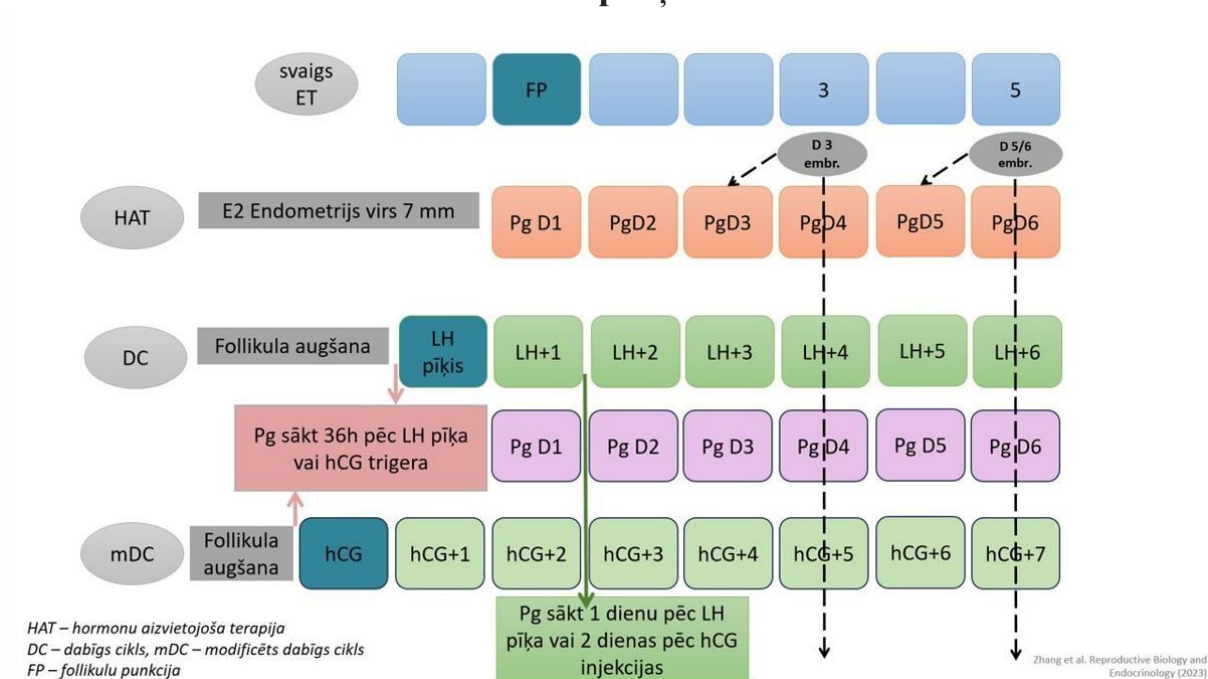 svaigs
ET
FP
3
5
D 3
embr.
D 5/6
embr.
HAT
E2 Endometrijs virs 7 mm
Pg D1
PgD2
PgD3
PgD4
PgD5
PgD6
DC
Follikula augšana
LH
pīķis
LH+1
LH+2
LH+3
LH+4
LH+5
LH+6
Pg sākt 36h pēc LH pīķa
vai hCG trigera
Pg D1
Pg D2
Pg D3
Pg D4
Pg D5
Pg D6
mDC
Follikula
augšana
hCG
hCG+1
hCG+2
hCG+3
hCG+4
hCG+5
hCG+6
hCG+7
Pg sākt 1 dienu pēc LH
pīķa vai 2 dienas pēc hCG
injekcijas
HAT – hormonu aizvietojoša terapija
DC – dabīgs cikls, mDC – modificēts dabīgs cikls
FP – follikulu punkcija
Zhang et al. Reproductive Biology and
Endocrinology (2023)